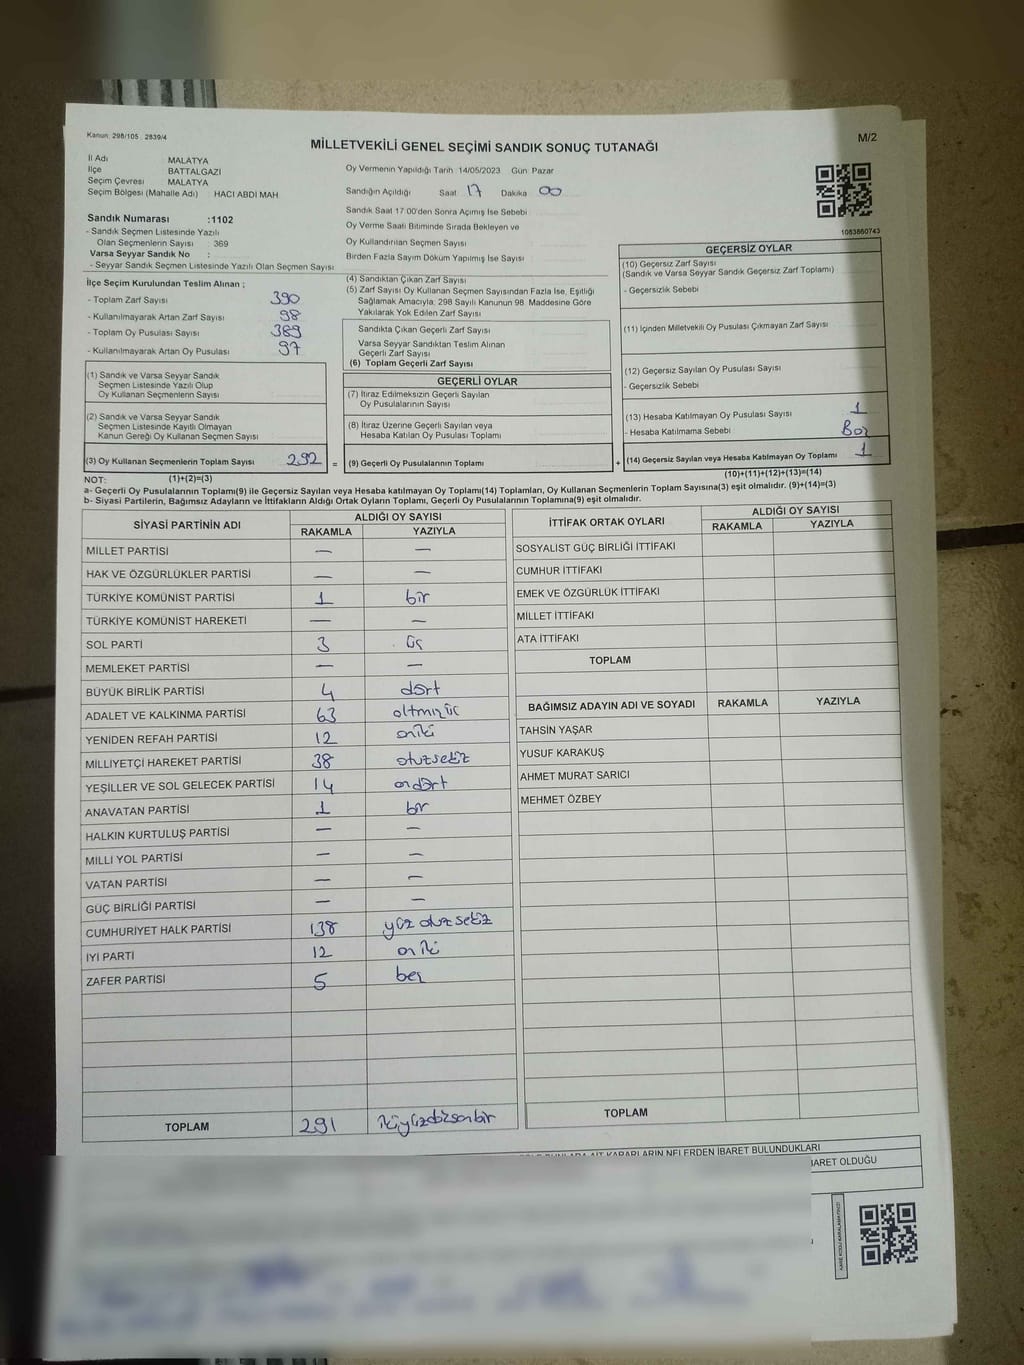 Kanun: 298/105, 2839/4
M/2
MİLLETVEKİLİ GENEL SEÇİMİ SANDIK SONUÇ TUTANAĞI
İl Adı : MALATYA
İlçe : BATTALGAZİ
Seçim Çevresi : MALATYA
Seçim Bölgesi (Mahalle Adı) : HACI ABDİ MAH
Sandık Numarası :1102
- Sandık Seçmen Listesinde Yazılı
Olan Seçmenlerin Sayısı : 369
Varsa Seyyar Sandık No :
- Seyyar Sandık Seçmen Listesinde Yazılı Olan Seçmen Sayısı
Oy Vermenin Yapıldığı Tarih 14/05/2023 Gün: Pazar
Sandığın Açıldığı Saat 17 Dakika 00
Sandık Saat 17.00'den Sonra Açımış İse Sebebi
Oy Verme Saati Bitiminde Sırada Bekleyen ve
Oy Kullandırılan Seçmen Sayısı
Birden Fazla Sayım Döküm Yapılmış İse Sayısı
1083860743
İlçe Seçim Kurulundan Teslim Alınan ;
- Toplam Zarf Sayısı 390
- Kullanılmayarak Artan Zarf Sayısı 98
- Toplam Oy Pusulası Sayısı 389
- Kullanılmayarak Artan Oy Pusulası 97
(4) Sandıktan Çıkan Zarf Sayısı
(5) Zarf Sayısı Oy Kullanan Seçmen Sayısından Fazla İse, Eşitliği
Sağlamak Amacıyla; 298 Sayılı Kanunun 98. Maddesine Göre
Yakılarak Yok Edilen Zarf Sayısı
Sandıkta Çıkan Geçerli Zarf Sayısı
Varsa Seyyar Sandıktan Teslim Alınan
Geçerli Zarf Sayısı
(6) Toplam Geçerli Zarf Sayısı
GEÇERSİZ OYLAR
(10) Geçersiz Zarf Sayısı
(Sandık ve Varsa Seyyar Sandık Geçersiz Zarf Toplamı)
- Geçersizlik Sebebi
(11) İçinden Milletvekili Oy Pusulası Çıkmayan Zarf Sayısı
(12) Geçersiz Sayılan Oy Pusulası Sayısı
- Geçersizlik Sebebi
(13) Hesaba Katılmayan Oy Pusulası Sayısı 1
- Hesaba Katılmama Sebebi Boş
(14) Geçersiz Sayılan veya Hesaba Katılmayan Oy Toplamı 1
(1) Sandık ve Varsa Seyyar Sandık
Seçmen Listesinde Yazılı Olup
Oy Kullanan Seçmenlerin Sayısı
(2) Sandık ve Varsa Seyyar Sandık
Seçmen Listesinde Kayıtlı Olmayan
Kanun Gereği Oy Kullanan Seçmen Sayısı
(3) Oy Kullanan Seçmenlerin Toplam Sayısı 292 =
GEÇERLİ OYLAR
(7) İtiraz Edilmeksizin Geçerli Sayılan
Oy Pusulalarının Sayısı
(8) İtiraz Üzerine Geçerli Sayılan veya
Hesaba Katılan Oy Pusulası Toplamı
(9) Geçerli Oy Pusulalarının Toplamı +
NOT: (1)+(2)=(3) (10)+(11)+(12)+(13)=(14)
a- Geçerli Oy Pusulalarının Toplamı(9) ile Geçersiz Sayılan veya Hesaba katılmayan Oy Toplamı(14) Toplamları, Oy Kullanan Seçmenlerin Toplam Sayısına(3) eşit olmalıdır. (9)+(14)=(3)
b- Siyasi Partilerin, Bağımsız Adayların ve İttifakların Aldığı Ortak Oyların Toplamı, Geçerli Oy Pusulalarının Toplamına(9) eşit olmalıdır.
SİYASİ PARTİNİN ADI ALDIĞI OY SAYISI
RAKAMLA YAZIYLA
MİLLET PARTİSİ — —
HAK VE ÖZGÜRLÜKLER PARTİSİ — —
TÜRKİYE KOMÜNİST PARTİSİ 1 bir
TÜRKİYE KOMÜNİST HAREKETİ — —
SOL PARTİ 3 üç
MEMLEKET PARTİSİ — —
BÜYÜK BİRLİK PARTİSİ 4 dört
ADALET VE KALKINMA PARTİSİ 63 altmışüç
YENİDEN REFAH PARTİSİ 12 oniki
MİLLİYETÇİ HAREKET PARTİSİ 38 otuzsekiz
YEŞİLLER VE SOL GELECEK PARTİSİ 14 ondört
ANAVATAN PARTİSİ 1 bir
HALKIN KURTULUŞ PARTİSİ — —
MİLLİ YOL PARTİSİ — —
VATAN PARTİSİ — —
GÜÇ BİRLİĞİ PARTİSİ — —
CUMHURİYET HALK PARTİSİ 138 yüz otuz sekiz
İYİ PARTİ 12 on iki
ZAFER PARTİSİ 5 beş
TOPLAM 291 ikiyüzdoksanbir
İTTİFAK ORTAK OYLARI ALDIĞI OY SAYISI
RAKAMLA YAZIYLA
SOSYALİST GÜÇ BİRLİĞİ İTTİFAKI
CUMHUR İTTİFAKI
EMEK VE ÖZGÜRLÜK İTTİFAKI
MİLLET İTTİFAKI
ATA İTTİFAKI
TOPLAM
BAĞIMSIZ ADAYIN ADI VE SOYADI RAKAMLA YAZIYLA
TAHSİN YAŞAR
YUSUF KARAKUŞ
AHMET MURAT SARICI
MEHMET ÖZBEY
TOPLAM
KARARLARIN NELERDEN İBARET BULUNDUKLARI
İBARET OLDUĞU